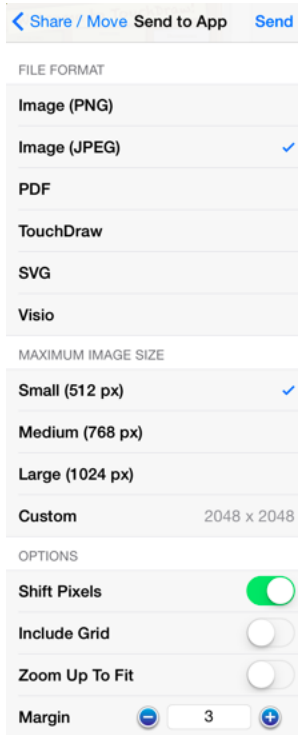 Share / Move Send to App Send
FILE FORMAT
Image (PNG)
Image (JPEG)
PDF
TouchDraw
SVG
Visio
MAXIMUM IMAGE SIZE
Small (512 px)
Medium (768 px)
Large (1024 px)
Custom 2048 x 2048
OPTIONS
Shift Pixels
Include Grid
Zoom Up To Fit
Margin 3